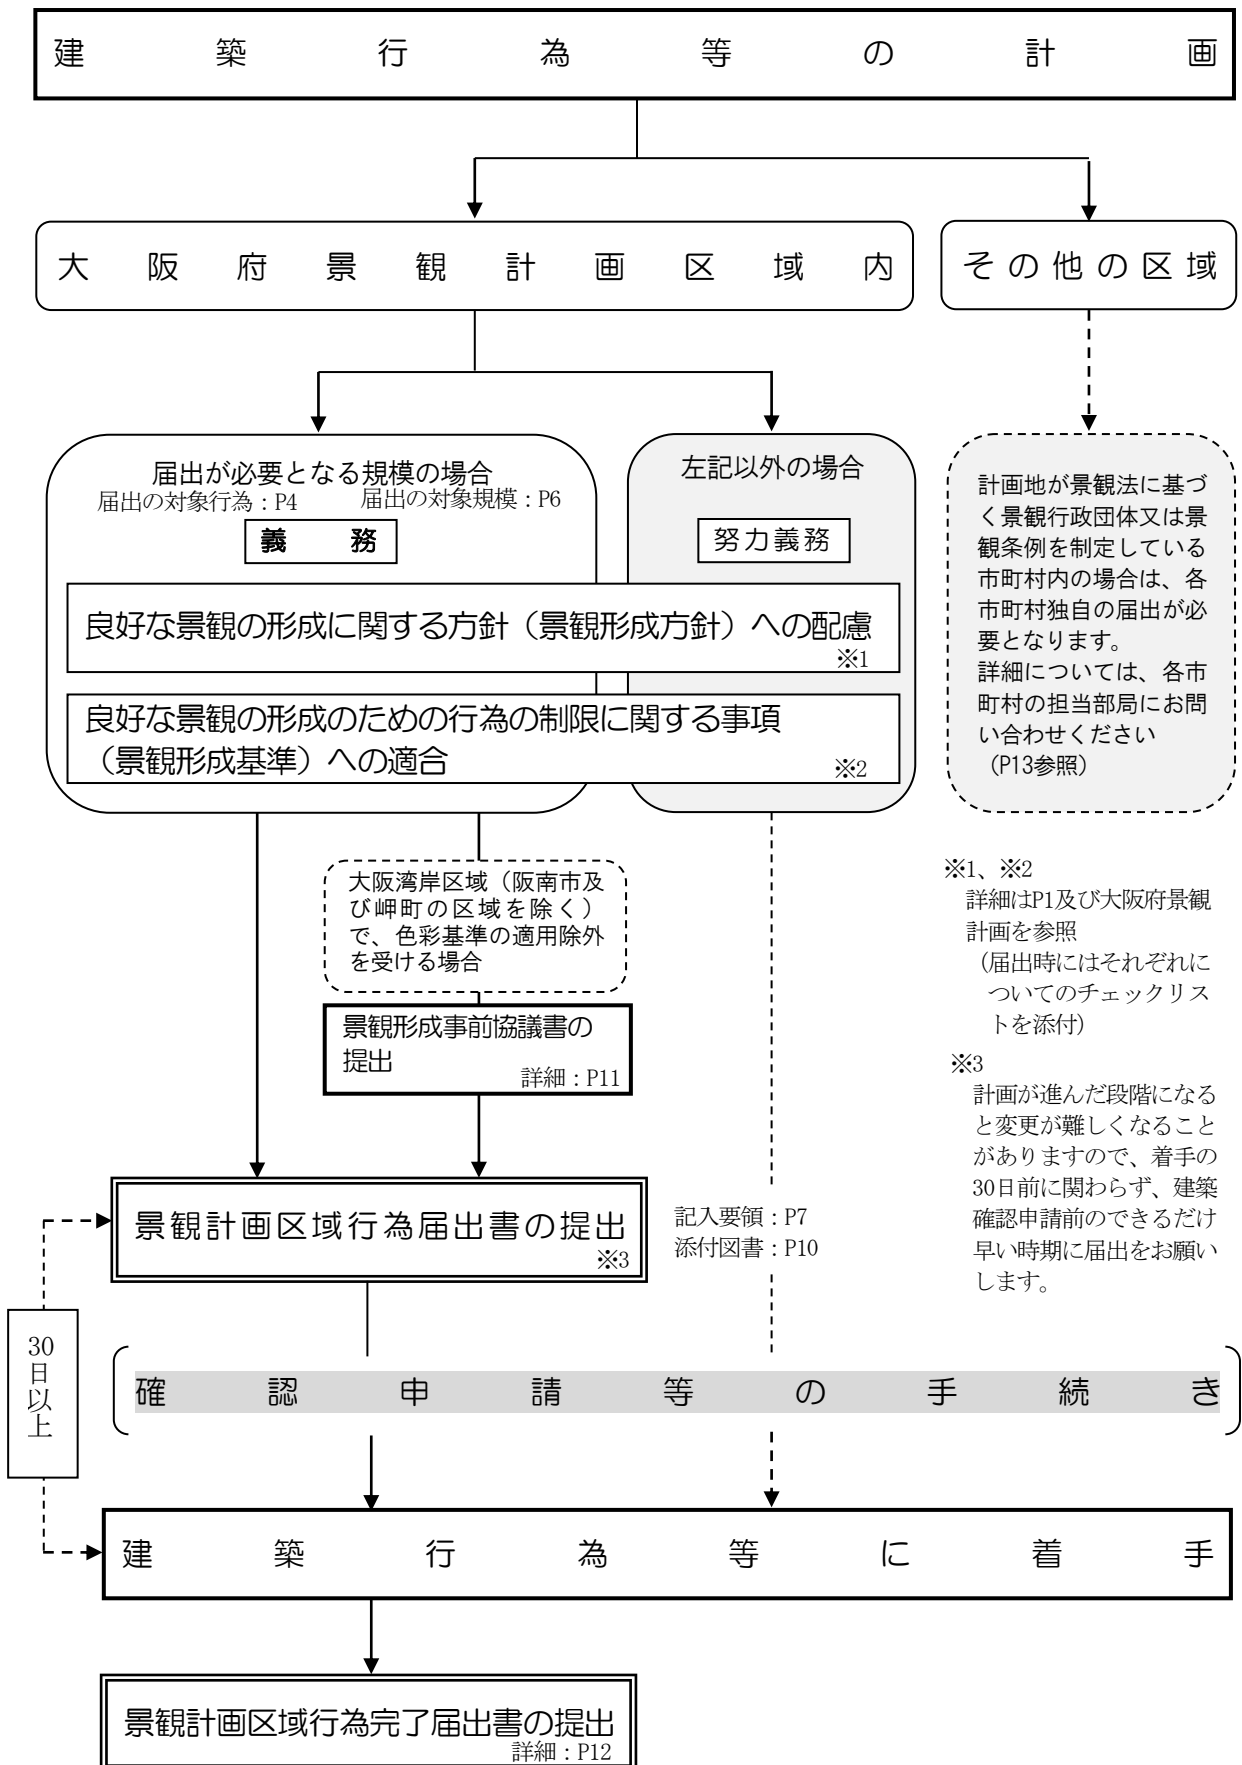 建築行為等の計画
大阪府景観計画区域内
その他の区域
届出が必要となる規模の場合
届出の対象行為：P4　届出の対象規模：P6
義務
左記以外の場合
努力義務
良好な景観の形成に関する方針（景観形成方針）への配慮
※1
良好な景観の形成のための行為の制限に関する事項
（景観形成基準）への適合
※2
計画地が景観法に基づ
く景観行政団体又は景
観条例を制定している
市町村内の場合は、各
市町村独自の届出が必
要となります。
詳細については、各市
町村の担当部局にお問
い合わせください
（P13参照）
大阪湾岸区域（阪南市及
び岬町の区域を除く）
で、色彩基準の適用除外
を受ける場合
景観形成事前協議書の
提出
詳細：P11
※1、※2
詳細はP1及び大阪府景観
計画を参照
（届出時にはそれぞれに
ついてのチェックリス
トを添付）
※3
計画が進んだ段階になる
と変更が難しくなること
がありますので、着手の
30日前に関わらず、建築
確認申請前のできるだけ
早い時期に届出をお願い
します。
景観計画区域行為届出書の提出
※3
記入要領：P7
添付図書：P10
30
日
以
上
確認申請等の手続き
建築行為等に着手
景観計画区域行為完了届出書の提出
詳細：P12